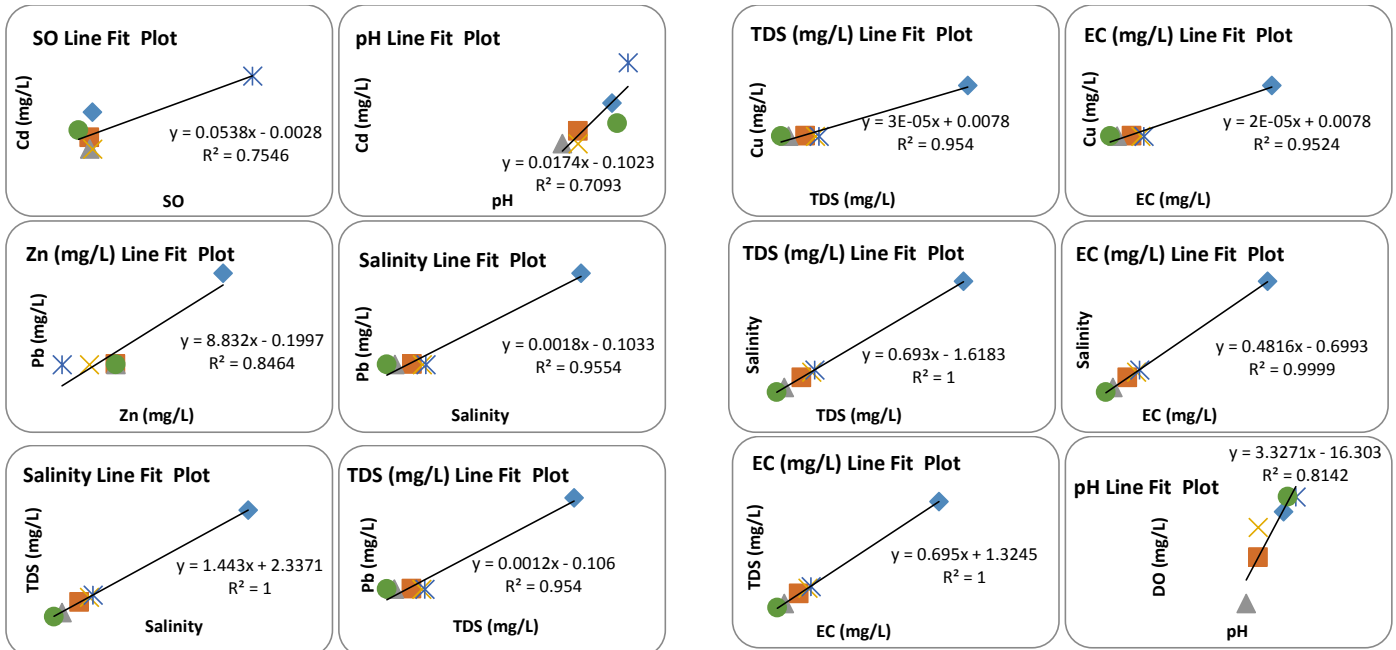 SO Line Fit Plot
Cd (mg/L)
y = 0.0538x - 0.0028
R² = 0.7546
SO
pH Line Fit Plot
Cd (mg/L)
y = 0.0174x - 0.1023
R² = 0.7093
pH
TDS (mg/L) Line Fit Plot
Cu (mg/L)
y = 3E-05x + 0.0078
R² = 0.954
TDS (mg/L)
EC (mg/L) Line Fit Plot
Cu (mg/L)
y = 2E-05x + 0.0078
R² = 0.9524
EC (mg/L)
Zn (mg/L) Line Fit Plot
Pb (mg/L)
y = 8.832x - 0.1997
R² = 0.8464
Zn (mg/L)
Salinity Line Fit Plot
Pb (mg/L)
y = 0.0018x - 0.1033
R² = 0.9554
Salinity
TDS (mg/L) Line Fit Plot
Salinity
y = 0.693x - 1.6183
R² = 1
TDS (mg/L)
EC (mg/L) Line Fit Plot
Salinity
y = 0.4816x - 0.6993
R² = 0.9999
EC (mg/L)
Salinity Line Fit Plot
TDS (mg/L)
y = 1.443x + 2.3371
R² = 1
Salinity
TDS (mg/L) Line Fit Plot
Pb (mg/L)
y = 0.0012x - 0.106
R² = 0.954
TDS (mg/L)
EC (mg/L) Line Fit Plot
TDS (mg/L)
y = 0.695x + 1.3245
R² = 1
EC (mg/L)
y = 3.3271x - 16.303
R² = 0.8142
pH Line Fit Plot
DO (mg/L)
pH